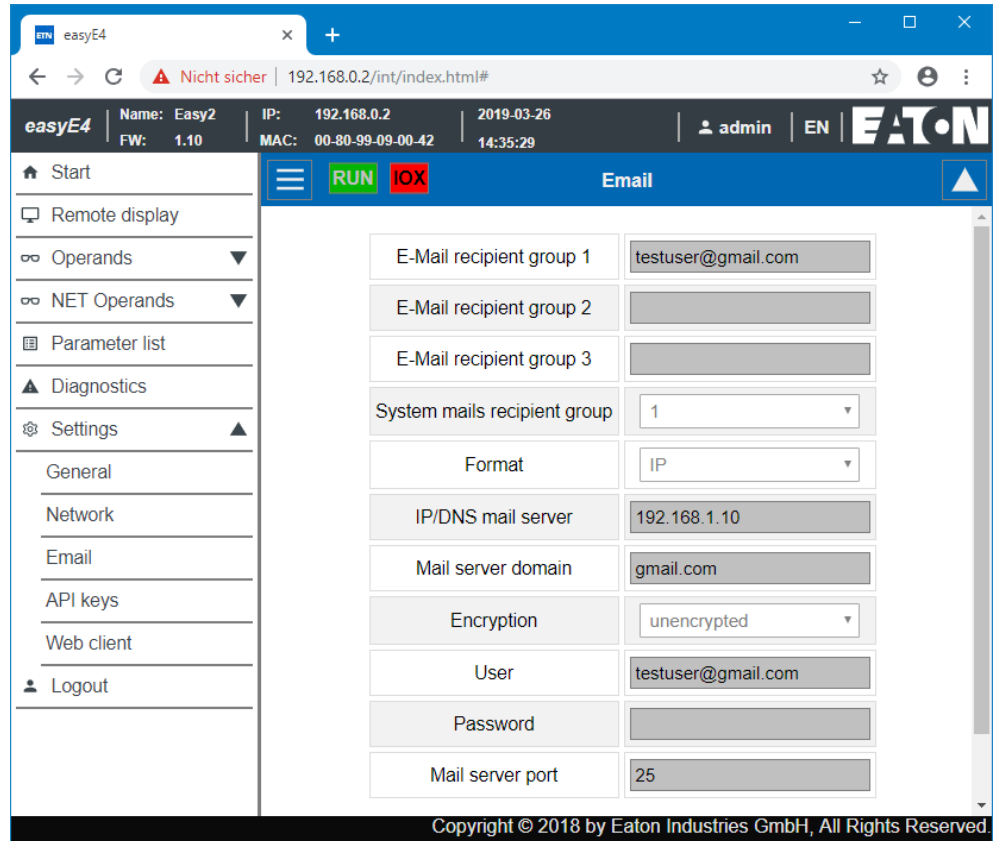 ETN easyE4
Nicht sicher 192.168.0.2/int/index.html#
easyE4 Name: Easy2 IP: 192.168.0.2 2019-03-26 admin EN EATON
FW: 1.10 MAC: 00-80-99-09-00-42 14:35:29
Start
Remote display
Operands
NET Operands
Parameter list
Diagnostics
Settings
General
Network
Email
API keys
Web client
Logout
RUN IOX Email
E-Mail recipient group 1 testuser@gmail.com
E-Mail recipient group 2
E-Mail recipient group 3
System mails recipient group 1
Format IP
IP/DNS mail server 192.168.1.10
Mail server domain gmail.com
Encryption unencrypted
User testuser@gmail.com
Password
Mail server port 25
Copyright © 2018 by Eaton Industries GmbH, All Rights Reserved.